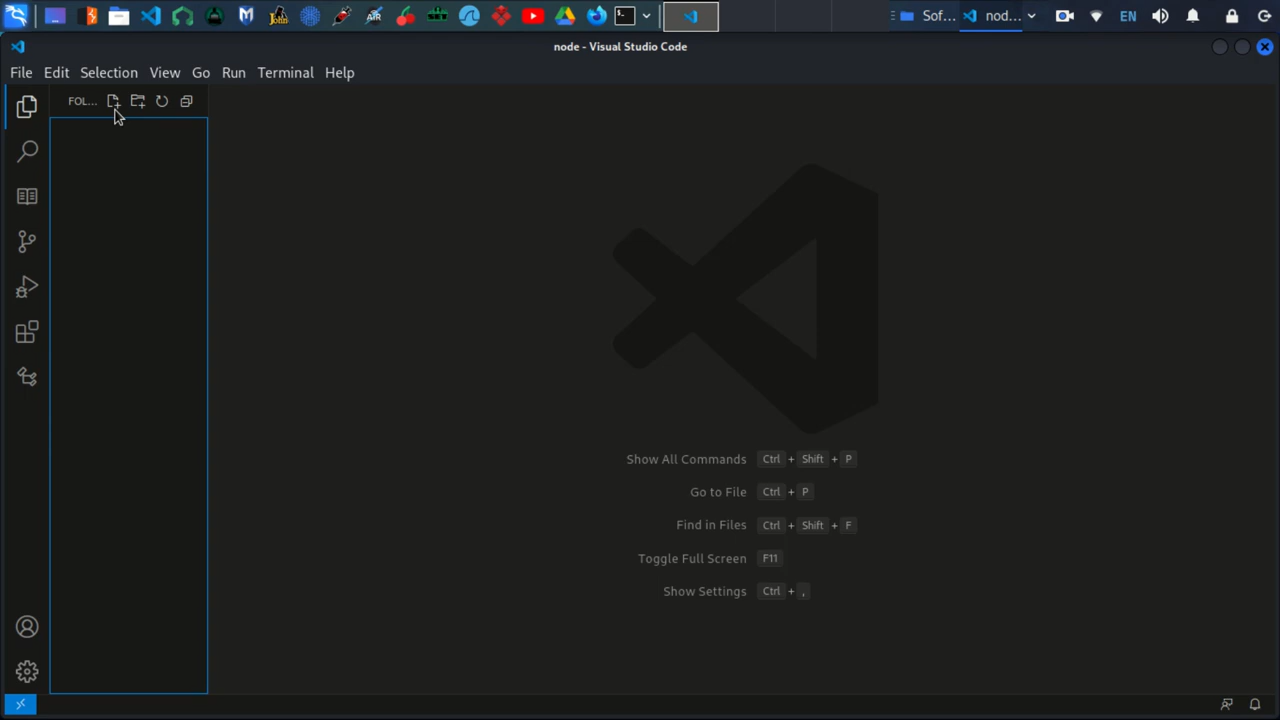 Sof...
nod...
EN
node - Visual Studio Code
File Edit Selection View Go Run Terminal Help
FOL...
Show All Commands Ctrl + Shift + P
Go to File Ctrl + P
Find in Files Ctrl + Shift + F
Toggle Full Screen F11
Show Settings Ctrl + ,